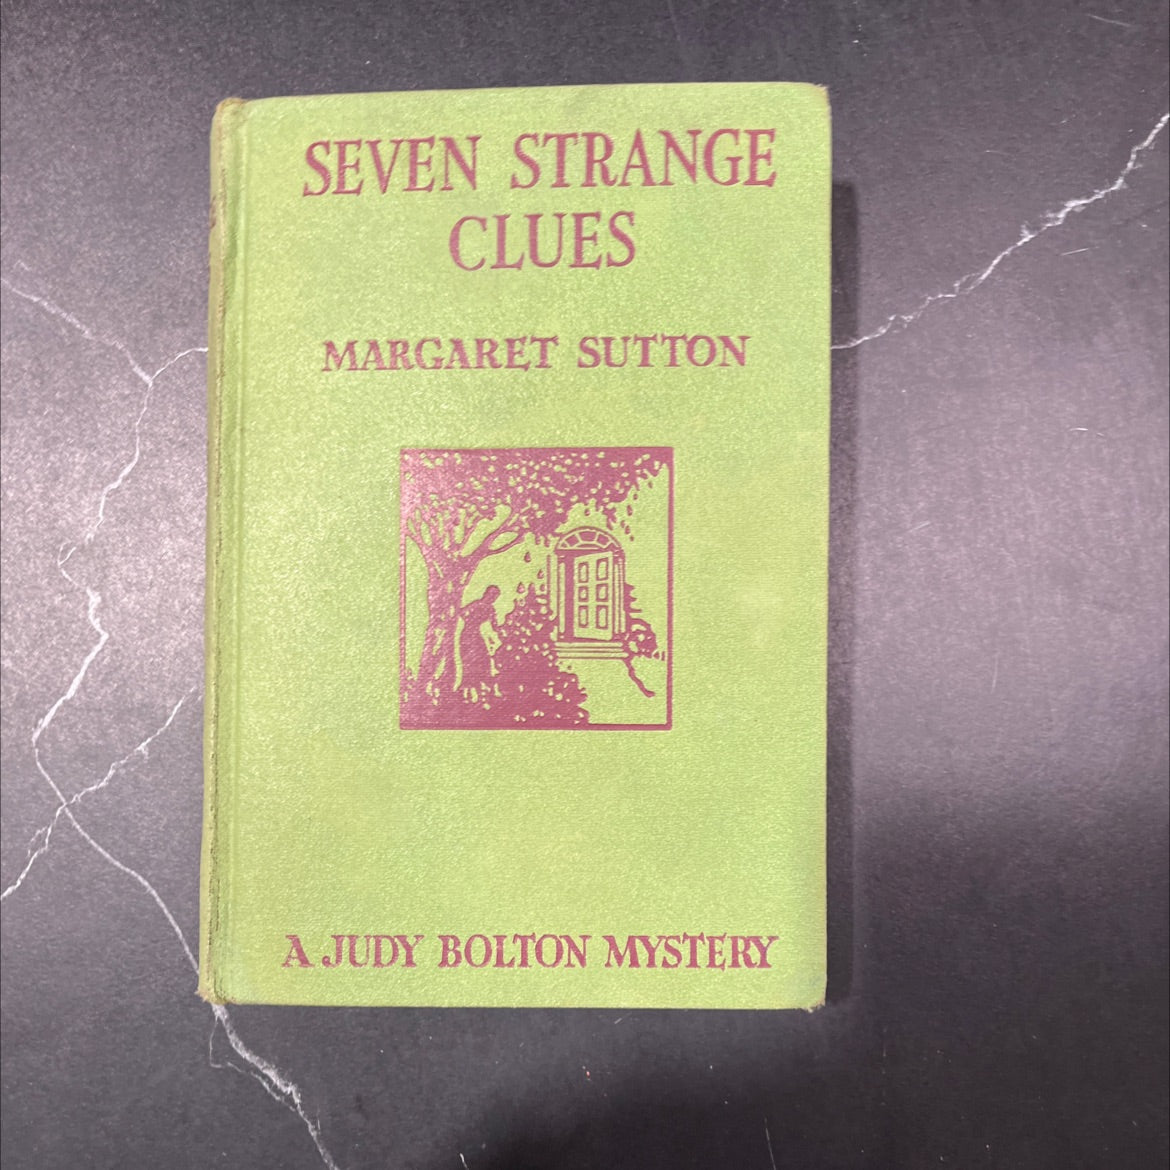 SEVEN STRANGE
CLUES
MARGARET SUTTON
A JUDY BOLTON MYSTERY